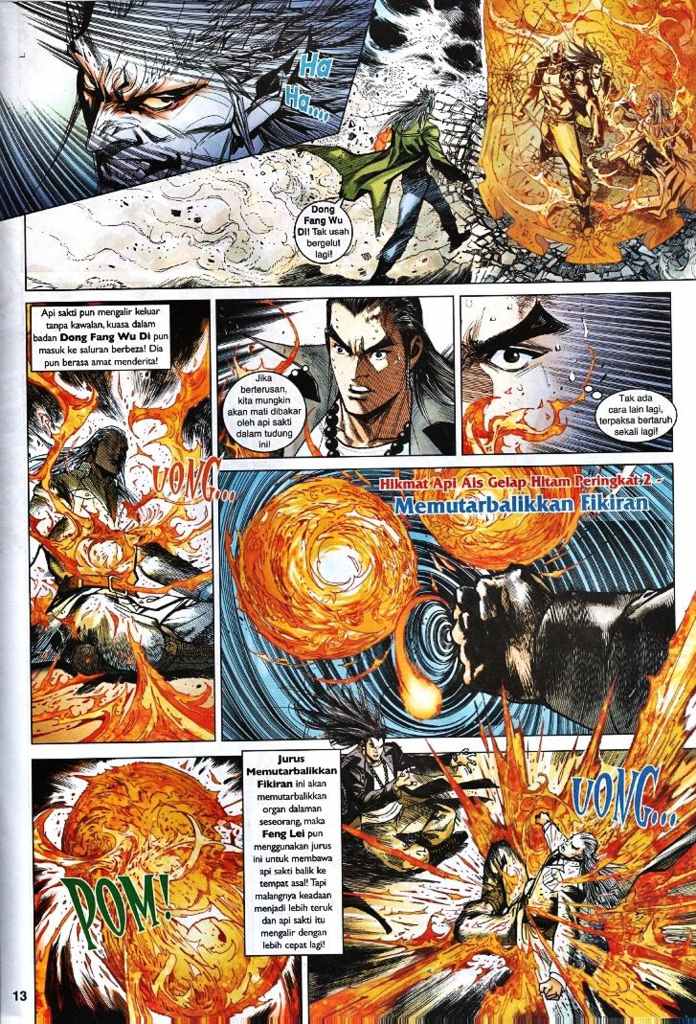 Ha
Ha....
Dong
Fang Wu
Di! Tak usah
bergelut
lagi!
Api sakti pun mengalir keluar
tanpa kawalan, kuasa dalam
badan Dong Fang Wu Di pun
masuk ke saluran berbeza! Dia
pun berasa amat menderita!
UONG...
Jika
berterusan,
kita mungkin
akan mati dibakar
oleh api sakti
dalam tudung
ini!
Tak ada
cara lain lagi,
terpaksa bertaruh
sekali lagi!
Hikmat Api Ais Gelap Hitam Peringkat 2 -
Memutarbalikkan Fikiran
POM!
Jurus
Memutarbalikkan
Fikiran ini akan
memutarbalikkan
organ dalaman
seseorang, maka
Feng Lei pun
menggunakan jurus
ini untuk membawa
api sakti balik ke
tempat asal! Tapi
malangnya keadaan
menjadi lebih teruk
dan api sakti itu
mengalir dengan
lebih cepat lagi!
UONG...
13